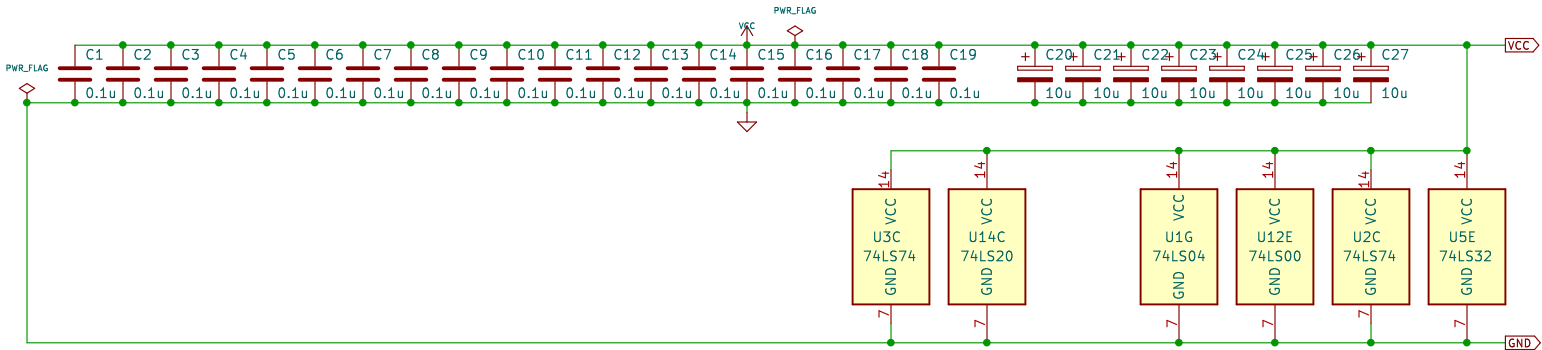 PWR_FLAG
VCC
PWR_FLAG
C1 C2 C3 C4 C5 C6 C7 C8 C9 C10 C11 C12 C13 C14 C15 C16 C17 C18 C19 + C20 + C21 + C22 + C23 + C24 + C25 + C26 + C27 VCC
0.1u 0.1u 0.1u 0.1u 0.1u 0.1u 0.1u 0.1u 0.1u 0.1u 0.1u 0.1u 0.1u 0.1u 0.1u 0.1u 0.1u 0.1u 0.1u 10u 10u 10u 10u 10u 10u 10u 10u
14 14 14 14 14 14
VCC VCC VCC VCC VCC VCC
U3C U14C U1G U12E U2C U5E
74LS74 74LS20 74LS04 74LS00 74LS74 74LS32
GND GND GND GND GND GND
7 7 7 7 7 7
GND